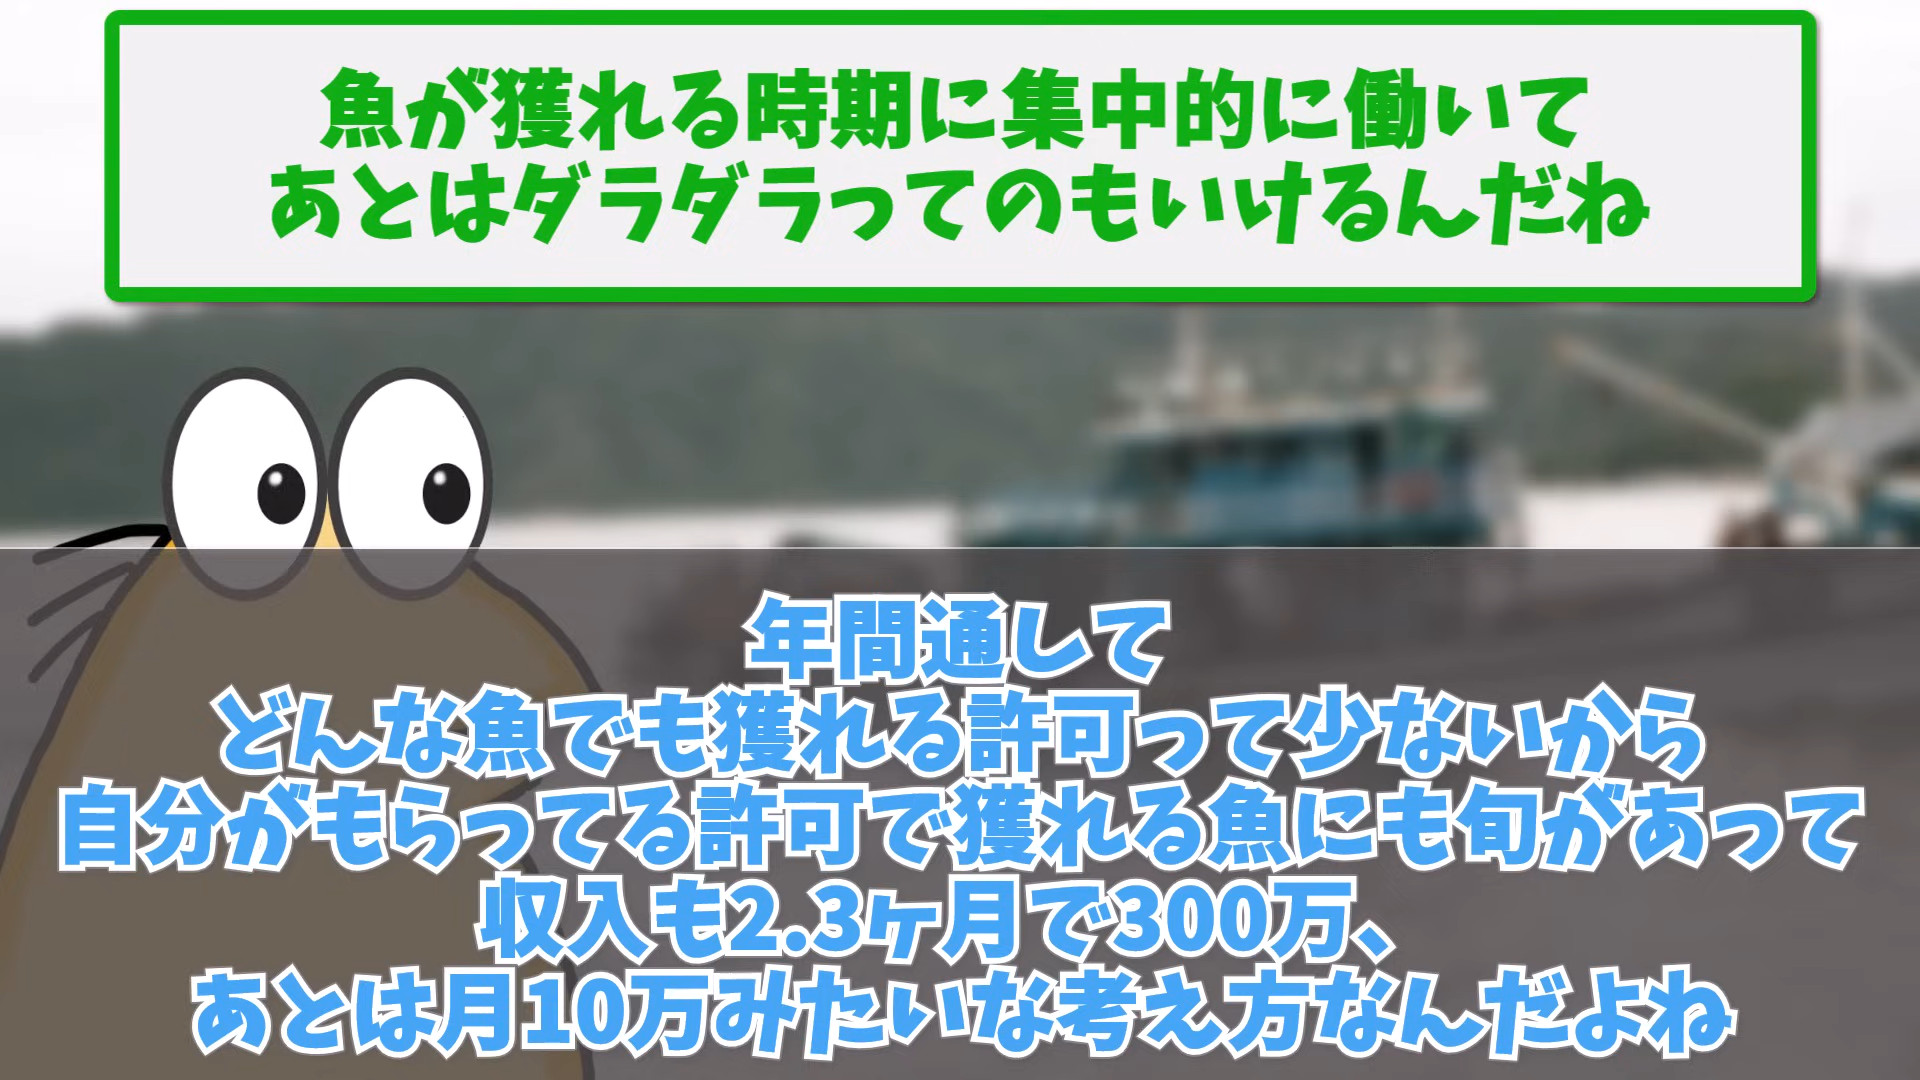 魚が獲れる時期に集中的に働いて
あとはダラダラってのもいけるんだね
年間通して
どんな魚でも獲れる許可って少ないから
自分がもらってる許可で獲れる魚にも旬があって
収入も2.3ヶ月で300万、
あとは月10万みたいな考え方なんだよね